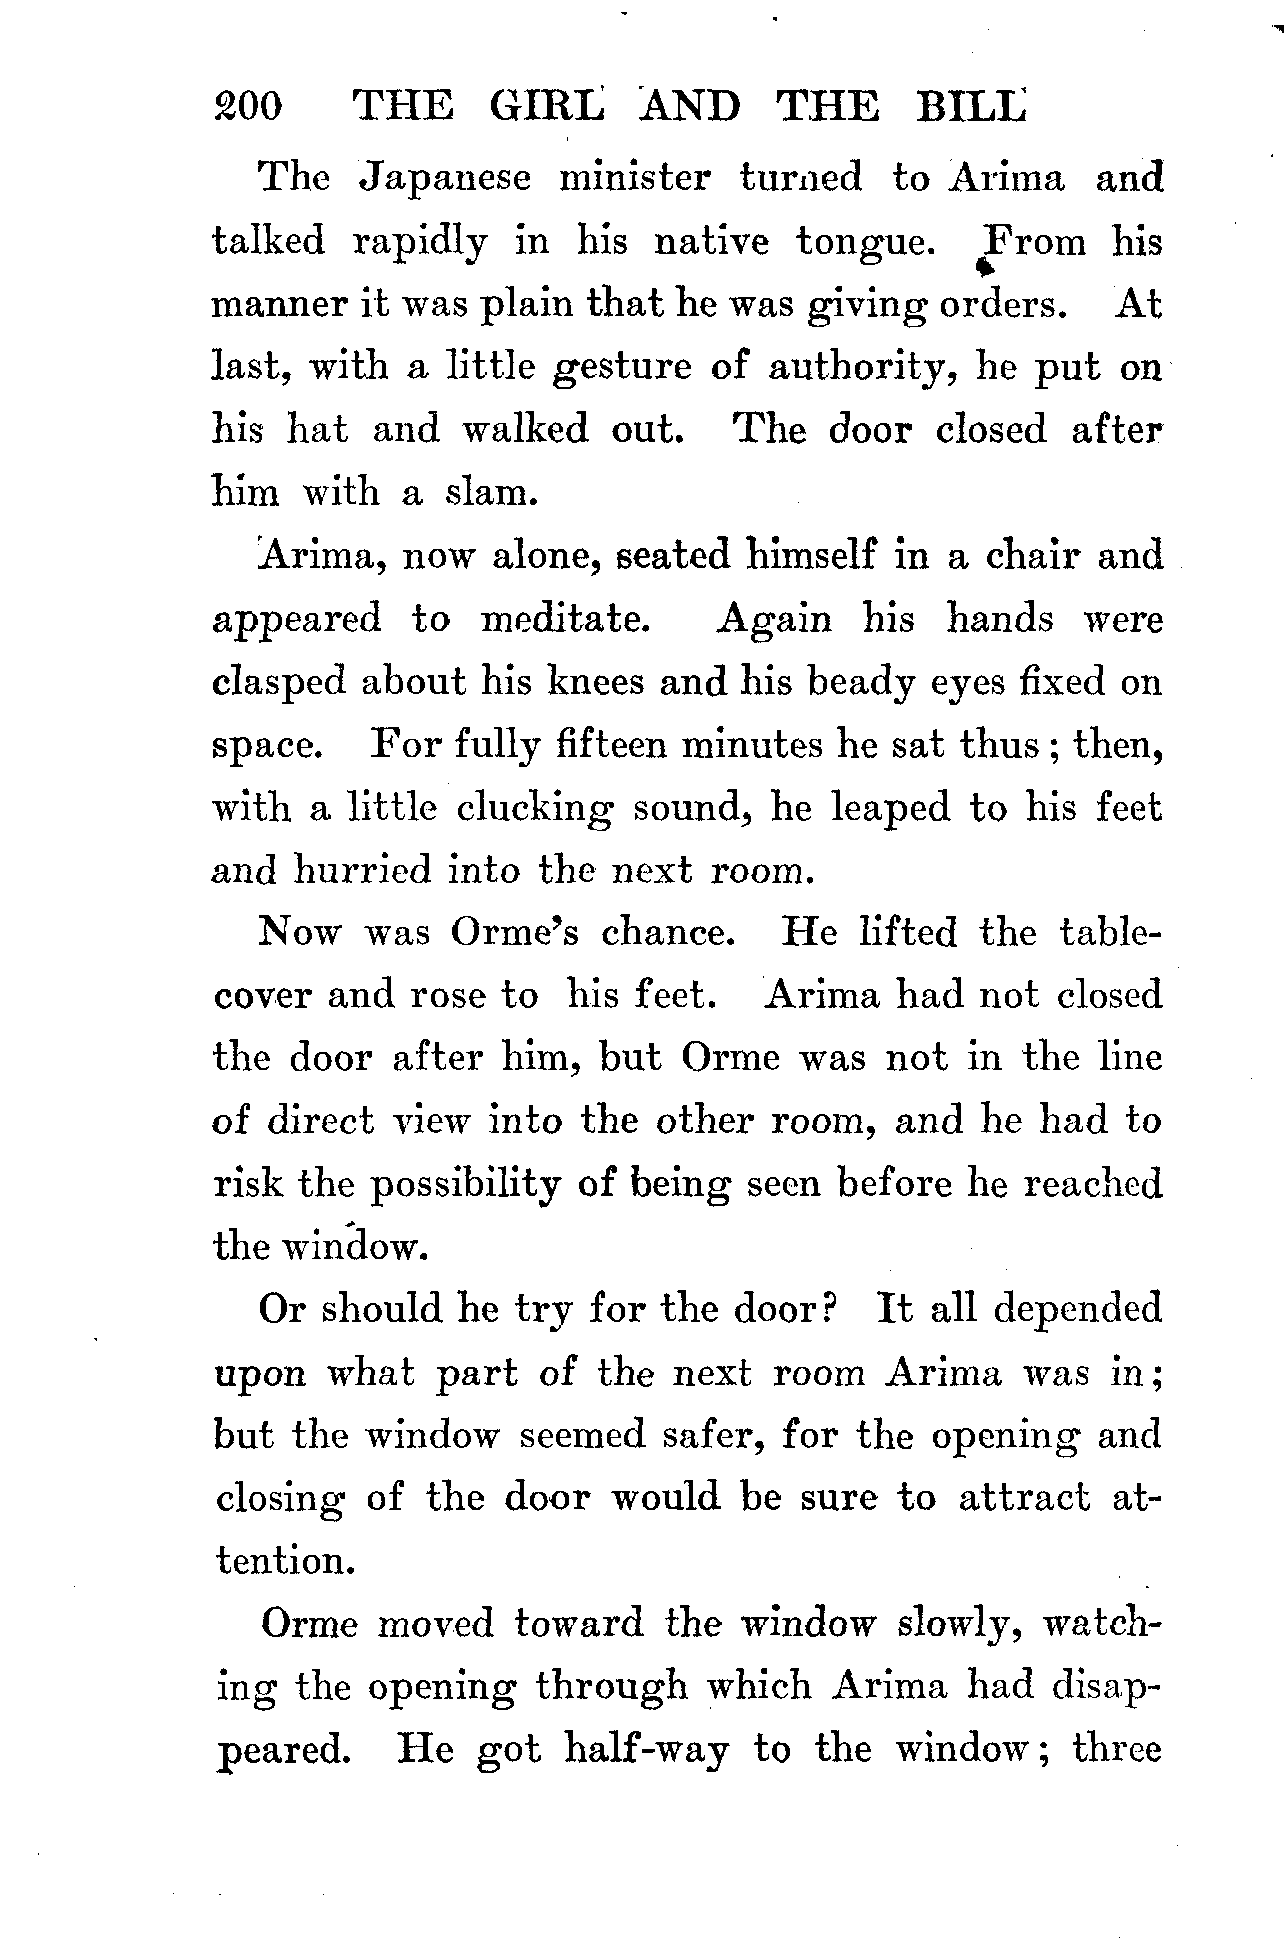 200 THE GIRL AND THE BILL
The Japanese minister turned to Arima and
talked rapidly in his native tongue. From his
manner it was plain that he was giving orders. At
last, with a little gesture of authority, he put on
his hat and walked out. The door closed after
him with a slam.
Arima, now alone, seated himself in a chair and
appeared to meditate. Again his hands were
clasped about his knees and his beady eyes fixed on
space. For fully fifteen minutes he sat thus; then,
with a little clucking sound, he leaped to his feet
and hurried into the next room.
Now was Orme's chance. He lifted the table-
cover and rose to his feet. Arima had not closed
the door after him, but Orme was not in the line
of direct view into the other room, and he had to
risk the possibility of being seen before he reached
the window.
Or should he try for the door? It all depended
upon what part of the next room Arima was in;
but the window seemed safer, for the opening and
closing of the door would be sure to attract at-
tention.
Orme moved toward the window slowly, watch-
ing the opening through which Arima had disap-
peared. He got half-way to the window; three